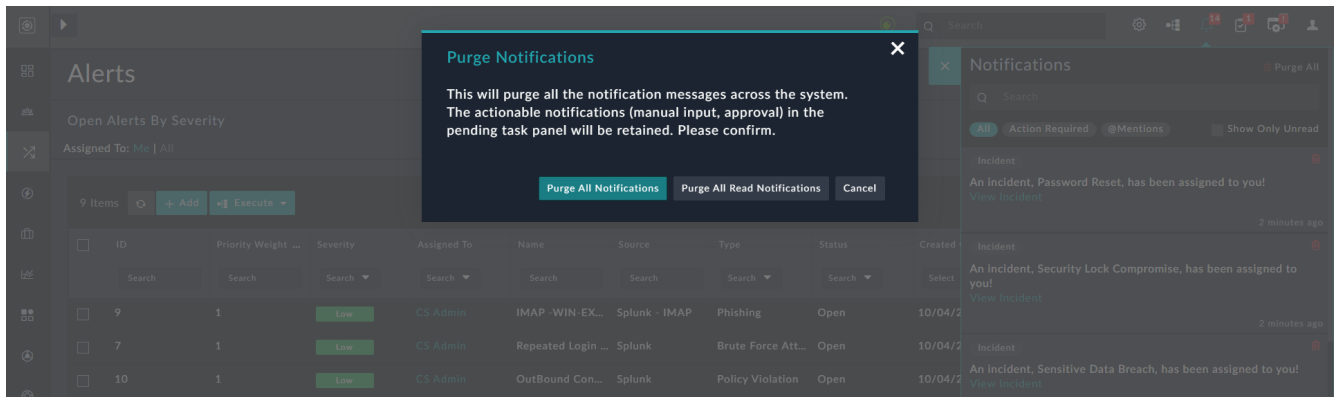 Search
14
1
1
Alerts
Open Alerts By Severity
Assigned To: Me | All
9 Items
+ Add
Execute
ID
Priority Weight ...
Severity
Assigned To
Name
Source
Type
Status
Created
Search
Search
Search
Search
Search
Search
Search
Search
Select
9
1
Low
CS Admin
IMAP -WIN-EX...
Splunk - IMAP
Phishing
Open
10/04/2
7
1
Low
CS Admin
Repeated Login ...
Splunk
Brute Force Att...
Open
10/04/2
10
1
Low
CS Admin
OutBound Con...
Splunk
Policy Violation
Open
10/04/2
Purge Notifications
This will purge all the notification messages across the system.
The actionable notifications (manual input, approval) in the
pending task panel will be retained. Please confirm.
Purge All Notifications
Purge All Read Notifications
Cancel
Notifications
Purge All
Search
All
Action Required
@Mentions
Show Only Unread
Incident
An Incident, Password Reset, has been assigned to you!
View Incident
2 minutes ago
Incident
An Incident, Security Lock Compromise, has been assigned to
you!
View Incident
2 minutes ago
Incident
An Incident, Sensitive Data Breach, has been assigned to you!
View Incident